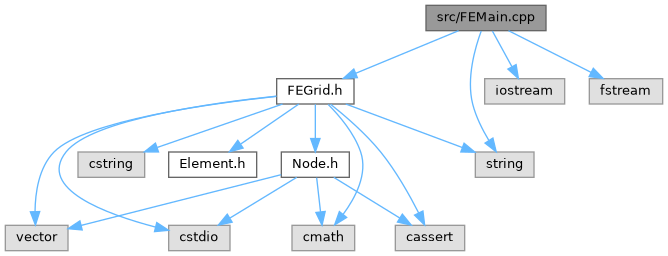 src/FEMain.cpp
FEGrid.h
iostream
fstream
cstring
Element.h
Node.h
string
vector
cstdio
cmath
cassert